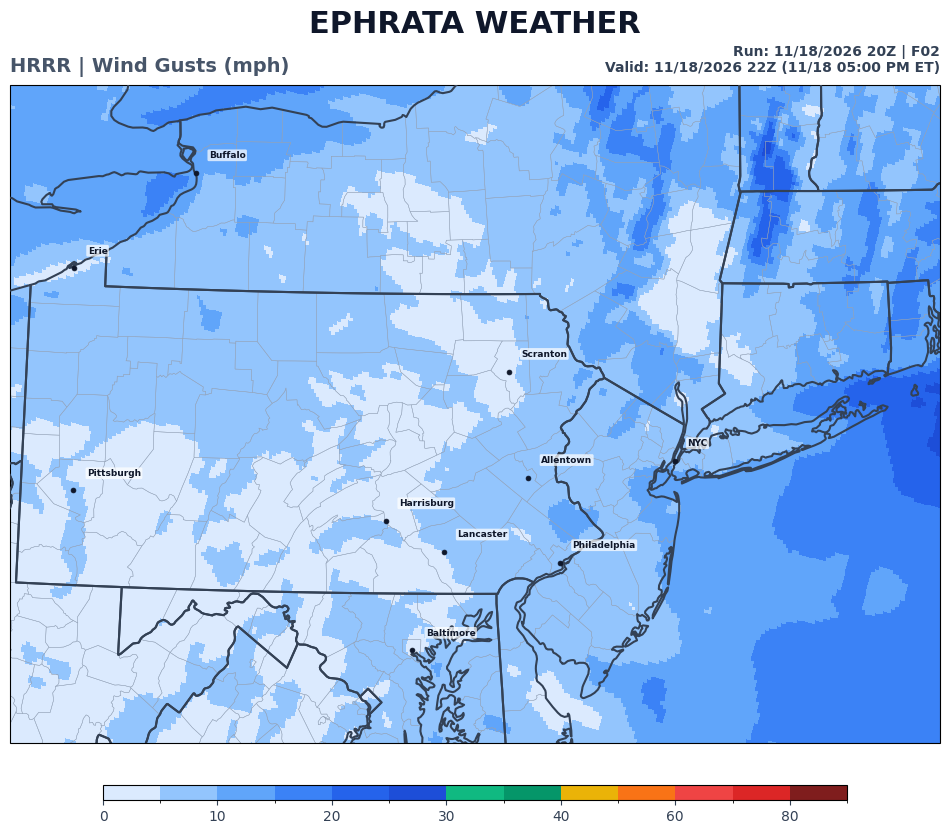 EPHRATA WEATHER
HRRR | Wind Gusts (mph)
Run: 11/18/2026 20Z | F02
Valid: 11/18/2026 22Z (11/18 05:00 PM ET)
Buffalo
Erie
Scranton
NYC
Allentown
Pittsburgh
Harrisburg
Lancaster
Philadelphia
Baltimore
0 10 20 30 40 50 60 70 80